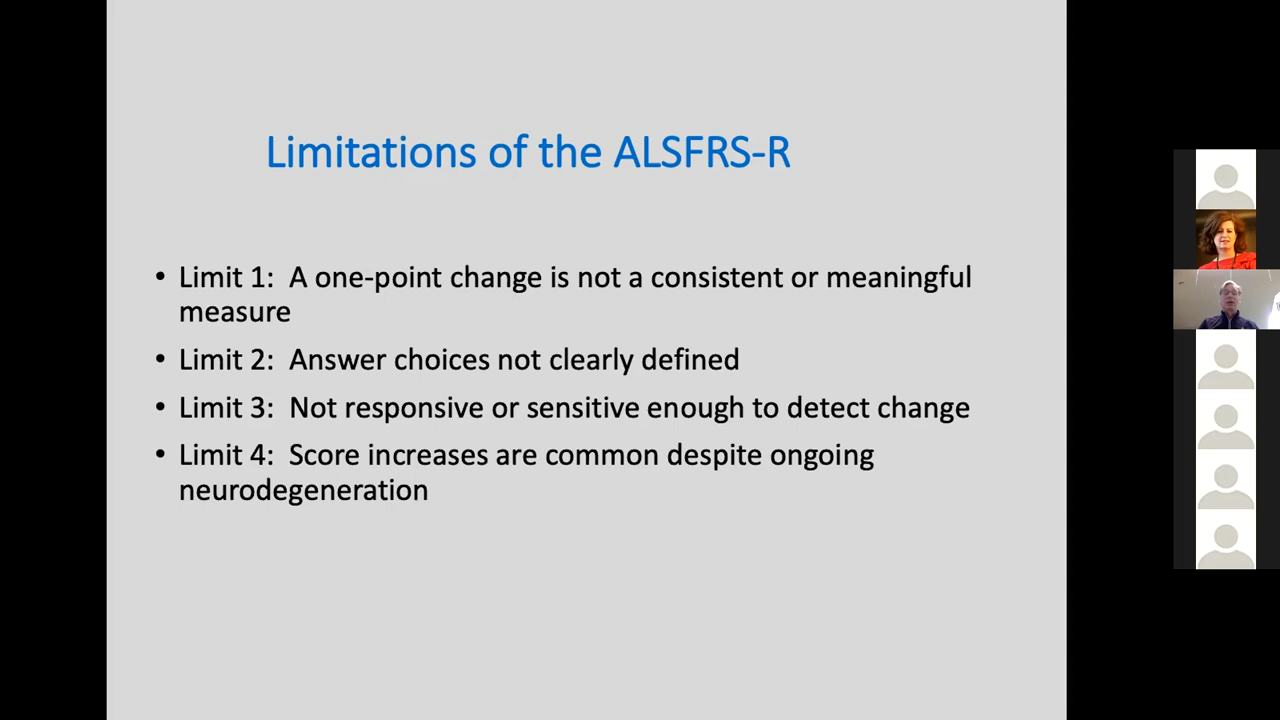 Limitations of the ALSFRS-R
• Limit 1:  A one-point change is not a consistent or meaningful
measure
• Limit 2:  Answer choices not clearly defined
• Limit 3:  Not responsive or sensitive enough to detect change
• Limit 4:  Score increases are common despite ongoing
neurodegeneration